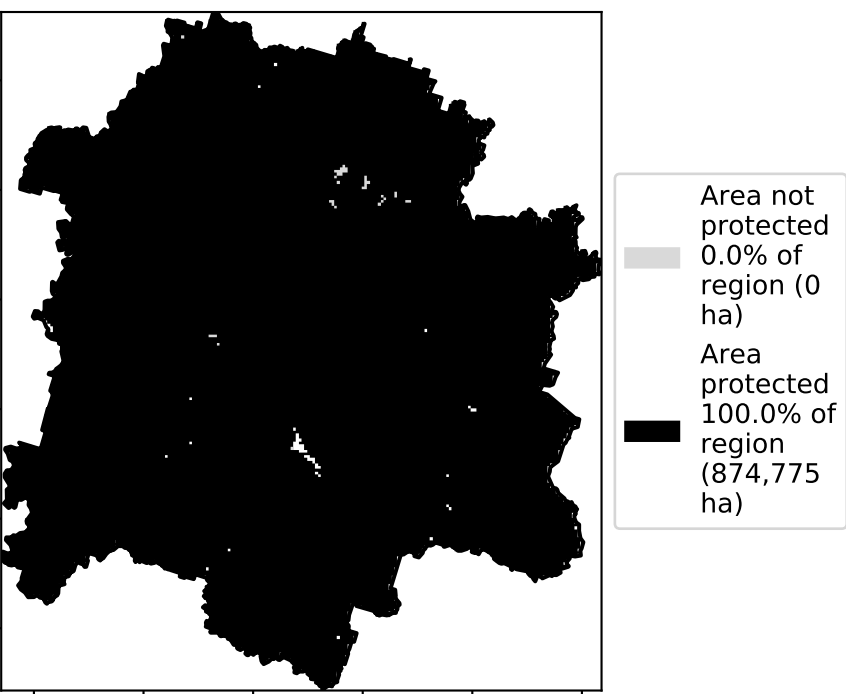 Area not
protected
0.0% of
region (0
ha)
Area
protected
100.0% of
region
(874,775
ha)